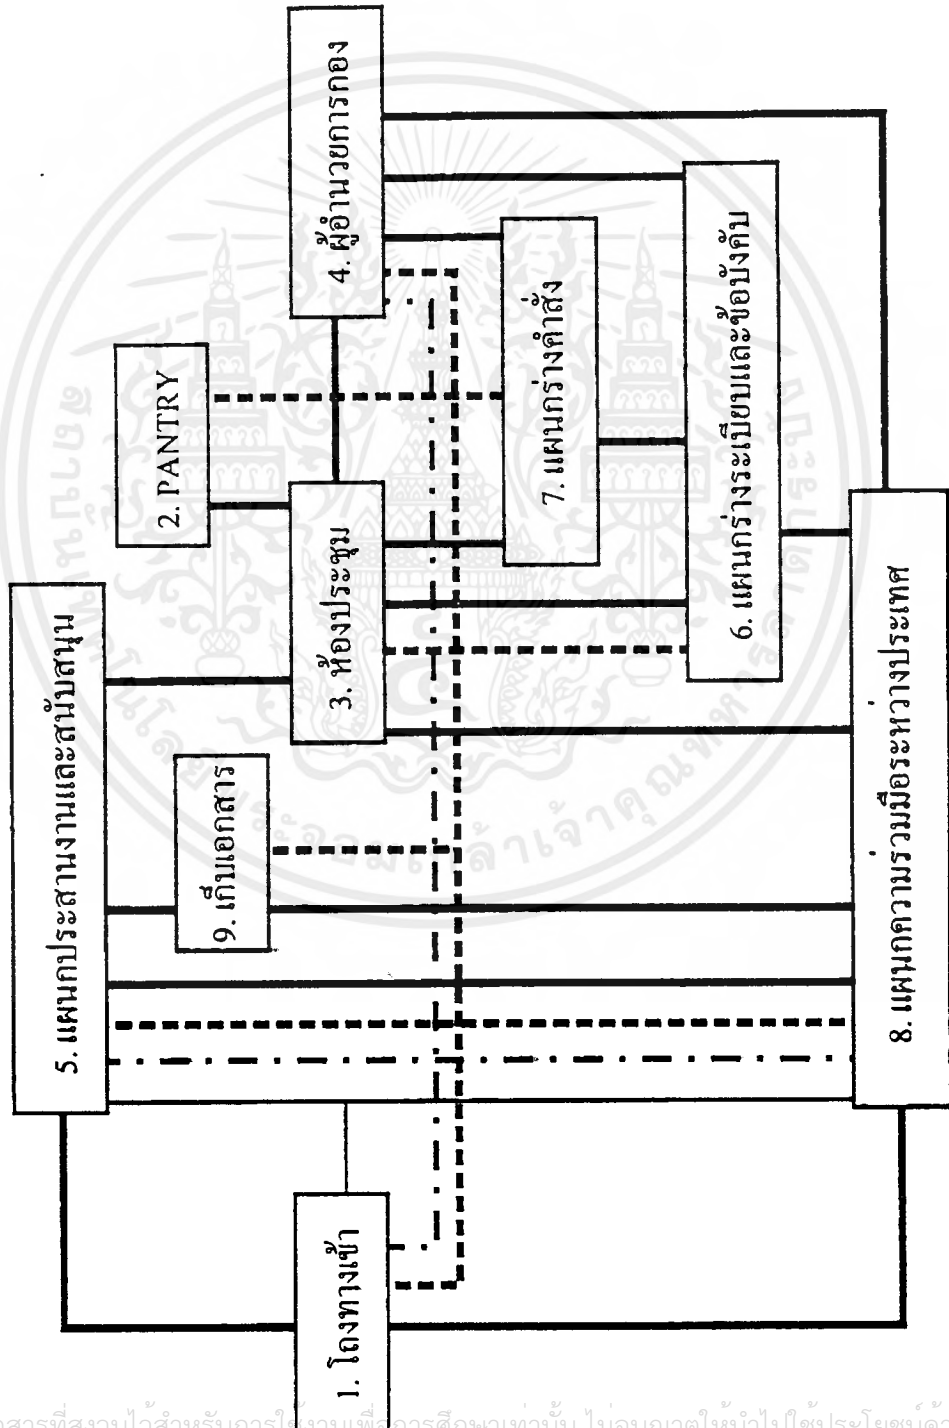 5. แผนกประสานงานและสนับสนุน
2. PANTRY
9. เก็บเอกสาร
4. ผู้อำนวยการกอง
3. ห้องประชุม
1. โถงทางเข้า
7. แผนกร่างคำสั่ง
6. แผนกร่างระเบียบและข้อบังคับ
8. แผนกความร่วมมือระหว่างประเทศ